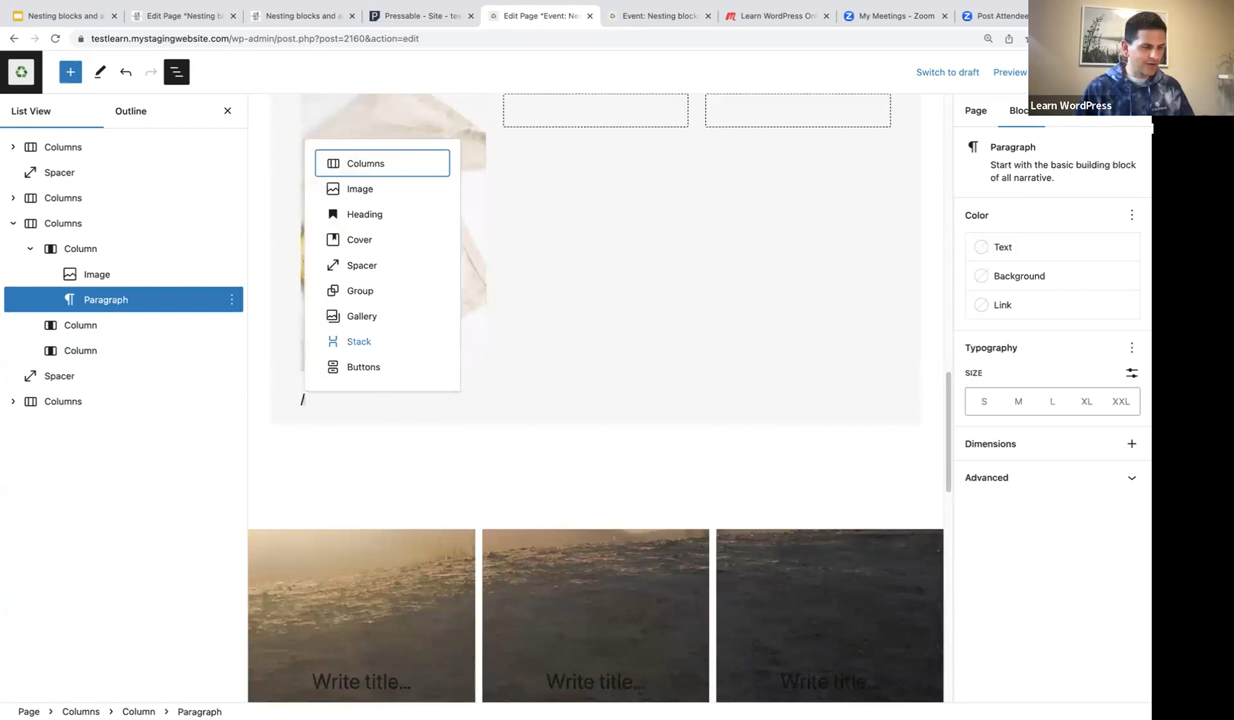 Nesting blocks and a
Edit Page "Nesting bl
Nesting blocks and a
Pressable - Site - te
Edit Page "Event: Ne
Event: Nesting block
Learn WordPress Onl
My Meetings - Zoom
Post Attendee
testlearn.mystagingwebsite.com/wp-admin/post.php?post=2160&action=edit
Switch to draft
Preview
Learn WordPress
List View
Outline
Columns
Spacer
Columns
Columns
Column
Image
Paragraph
Column
Column
Spacer
Columns
Columns
Image
Heading
Cover
Spacer
Group
Gallery
Stack
Buttons
/
Write title...
Write title...
Write title...
Page
Bloc
Paragraph
Start with the basic building block
of all narrative.
Color
Text
Background
Link
Typography
SIZE
S M L XL XXL
Dimensions
Advanced
Page > Columns > Column > Paragraph